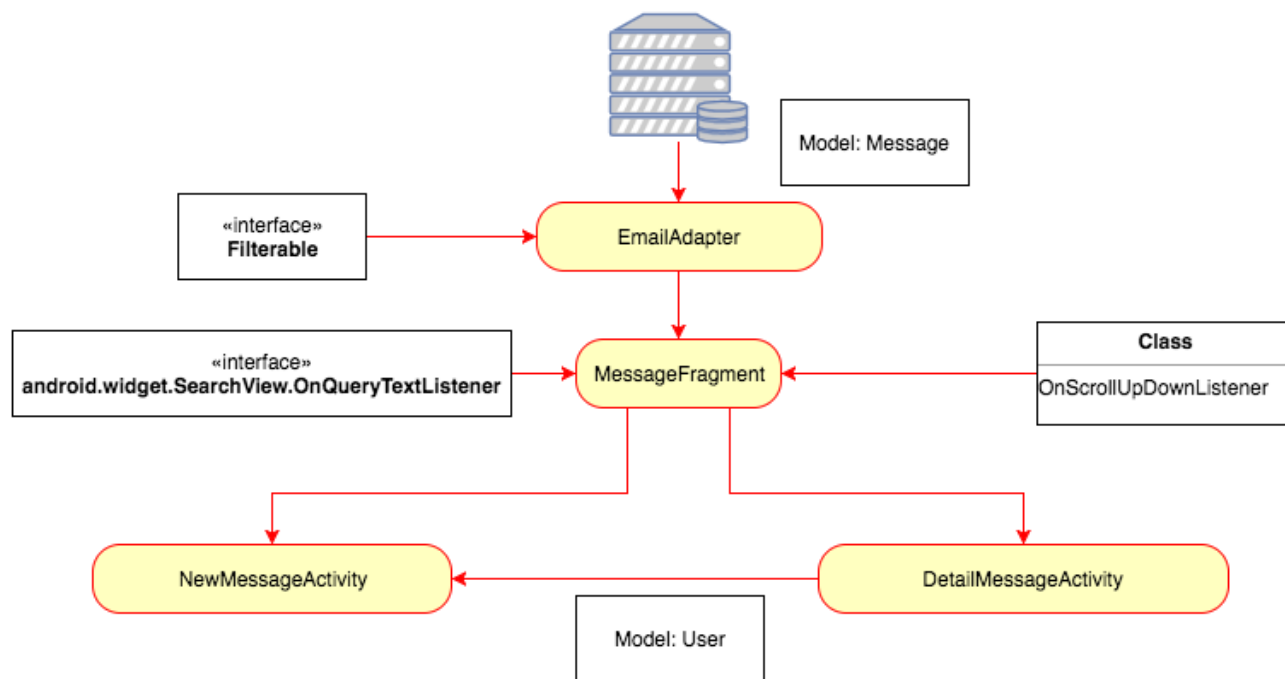 Model: Message
«interface»
Filterable
EmailAdapter
«interface»
android.widget.SearchView.OnQueryTextListener
MessageFragment
Class
OnScrollUpDownListener
NewMessageActivity
DetailMessageActivity
Model: User